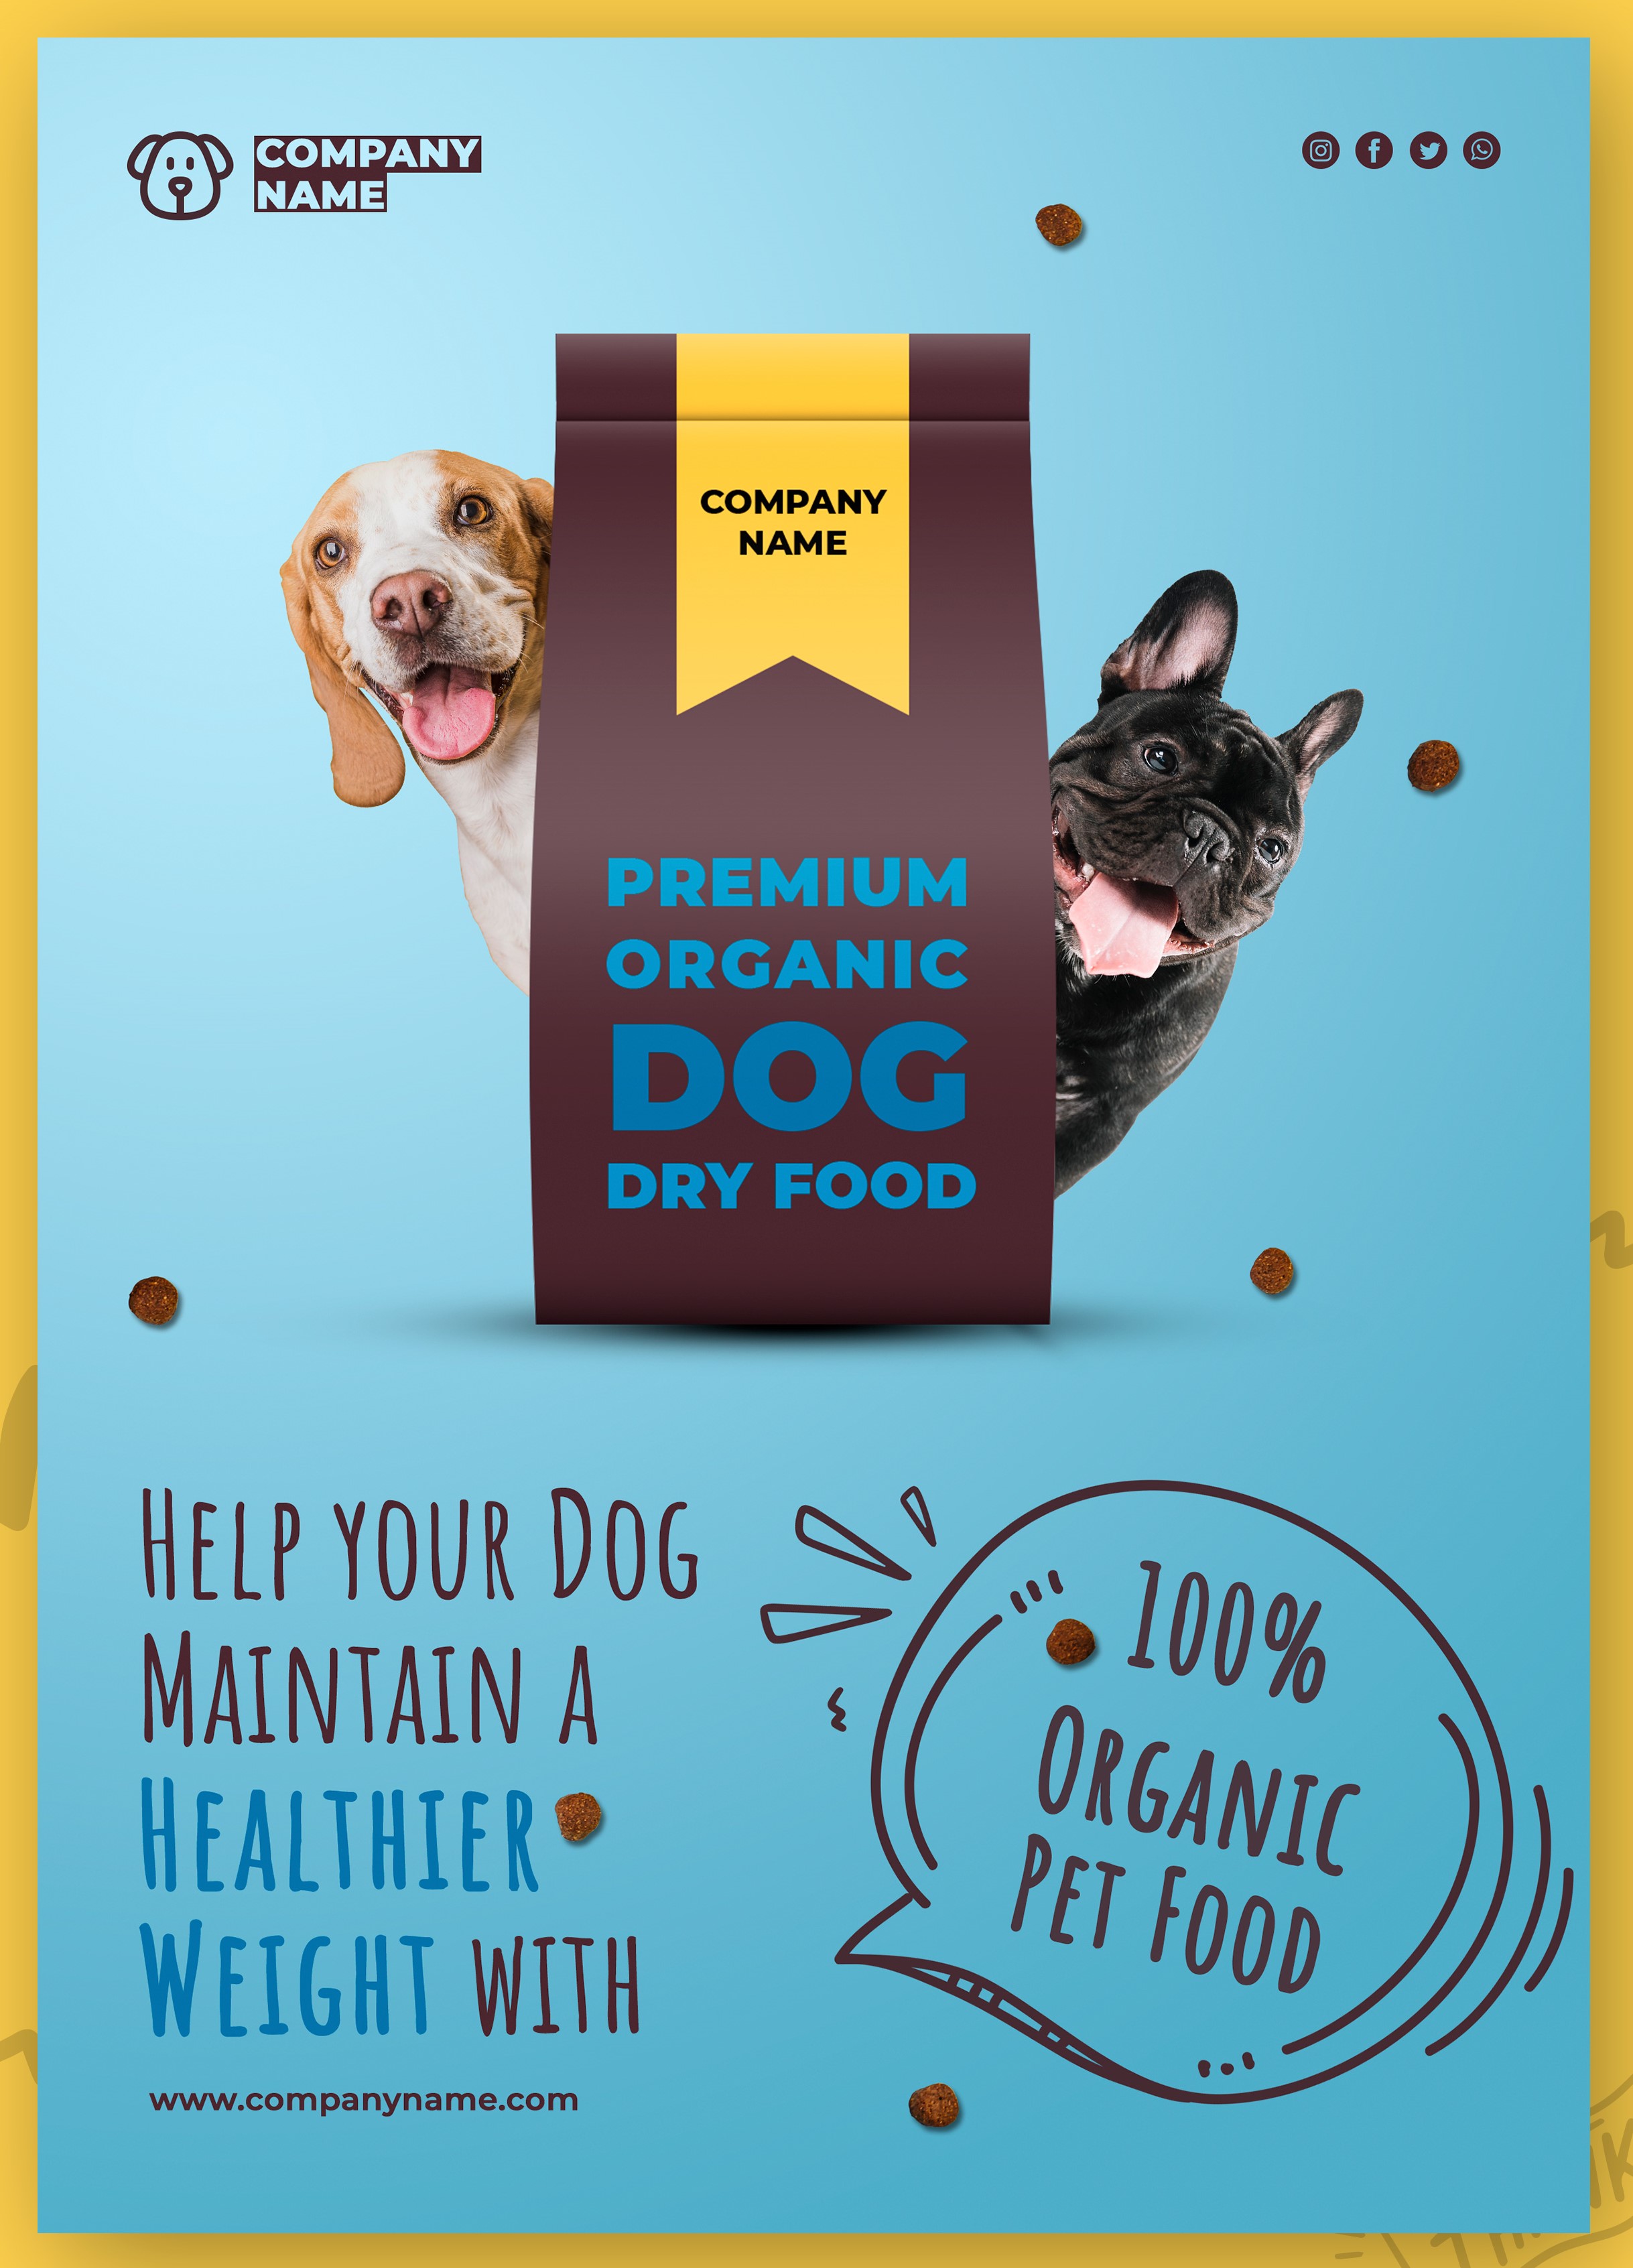 COMPANY
NAME
COMPANY
NAME
PREMIUM
ORGANIC
DOG
DRY FOOD
HELP YOUR DOG
MAINTAIN A
HEALTHIER
WEIGHT WITH
www.companyname.com
100%
ORGANIC
PET FOOD